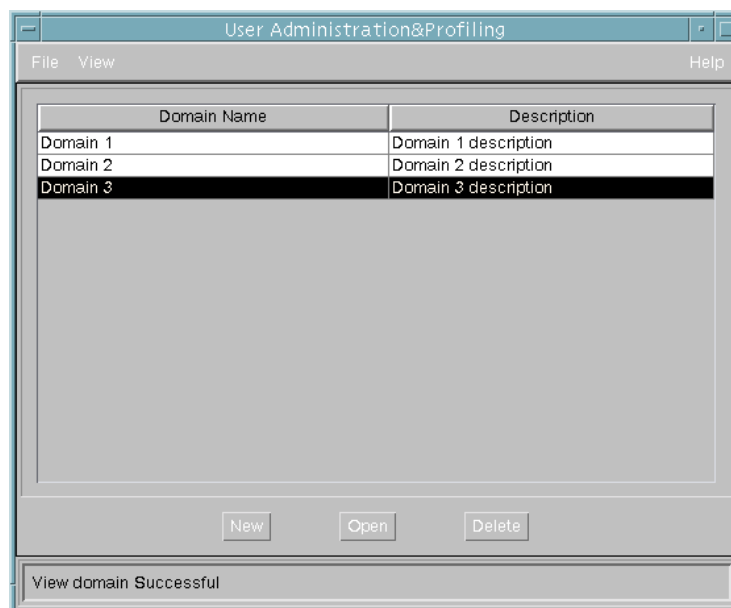 User Administration&Profiling
File View Help
Domain Name Description
Domain 1 Domain 1 description
Domain 2 Domain 2 description
Domain 3 Domain 3 description
New Open Delete
View domain Successful